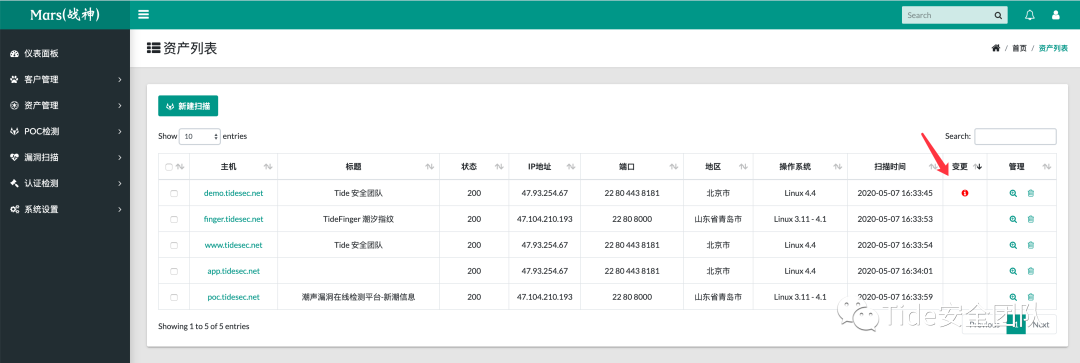 Mars(战神)
Search
仪表面板
客户管理
资产管理
POC检测
漏洞扫描
认证检测
系统设置
资产列表
/ 首页 / 资产列表
新建扫描
Show 10 entries
Search:
主机 标题 状态 IP地址 端口 地区 操作系统 扫描时间 变更 管理
demo.tidesec.net Tide 安全团队 200 47.93.254.67 22 80 443 8181 北京市 Linux 4.4 2020-05-07 16:33:45
finger.tidesec.net TideFinger 潮汐指纹 200 47.104.210.193 22 80 8000 山东省青岛市 Linux 3.11 - 4.1 2020-05-07 16:33:53
www.tidesec.net Tide 安全团队 200 47.93.254.67 22 80 443 8181 北京市 Linux 4.4 2020-05-07 16:33:54
app.tidesec.net 200 47.93.254.67 22 80 443 8181 北京市 Linux 4.4 2020-05-07 16:34:01
poc.tidesec.net 潮声漏洞在线检测平台-新潮信息 200 47.104.210.193 22 80 8000 山东省青岛市 Linux 3.11 - 4.1 2020-05-07 16:33:59
Showing 1 to 5 of 5 entries
Previous 1 Next
Tide安全团队